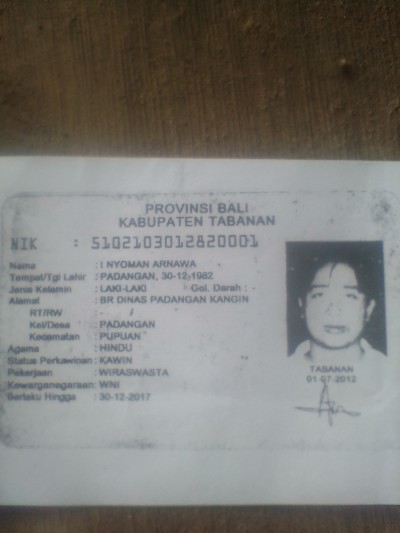 PROVINSI BALI
KABUPATEN TABANAN
NIK : 5102103012820001
Name : I NYOMAN ARNAWA
Tempat/Tgl Lahir : PADANGAN, 30-12-1982
Jenis Kelamin : LAKI-LAKI Gol. Darah : -
Alamat : BR DINAS PADANGAN KANGIN
RT/RW : - /
Kel/Desa : PADANGAN
Kecamatan : PUPUAN
Agama : HINDU
Status Perkawinan : KAWIN
Pekerjaan : WIRASWASTA
Kewarganegaraan : WNI
Berlaku Hingga : 30-12-2017
TABANAN
01-07-2012